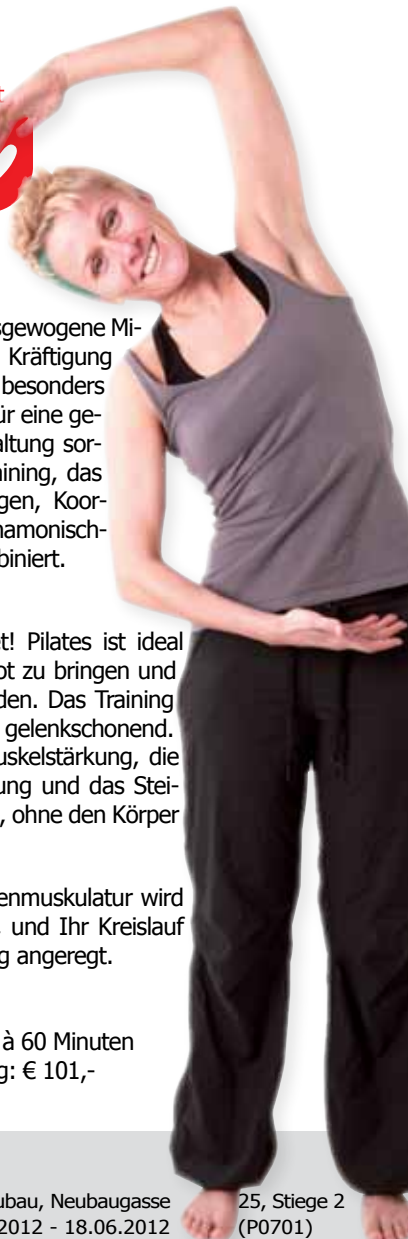 t
sgewogene Mi-
Kräftigung
besonders
ür eine ge-
altung sor-
ining, das
gen, Koor-
hamonisch-
biniert.
et! Pilates ist ideal
ot zu bringen und
den. Das Training
gelenkschonend.
uskelstärkung, die
ung und das Stei-
, ohne den Körper
enmuskulatur wird
und Ihr Kreislauf
g angeregt.
à 60 Minuten
g: € 101,-
ubau, Neubaugasse 25, Stiege 2
2012 - 18.06.2012 (P0701)